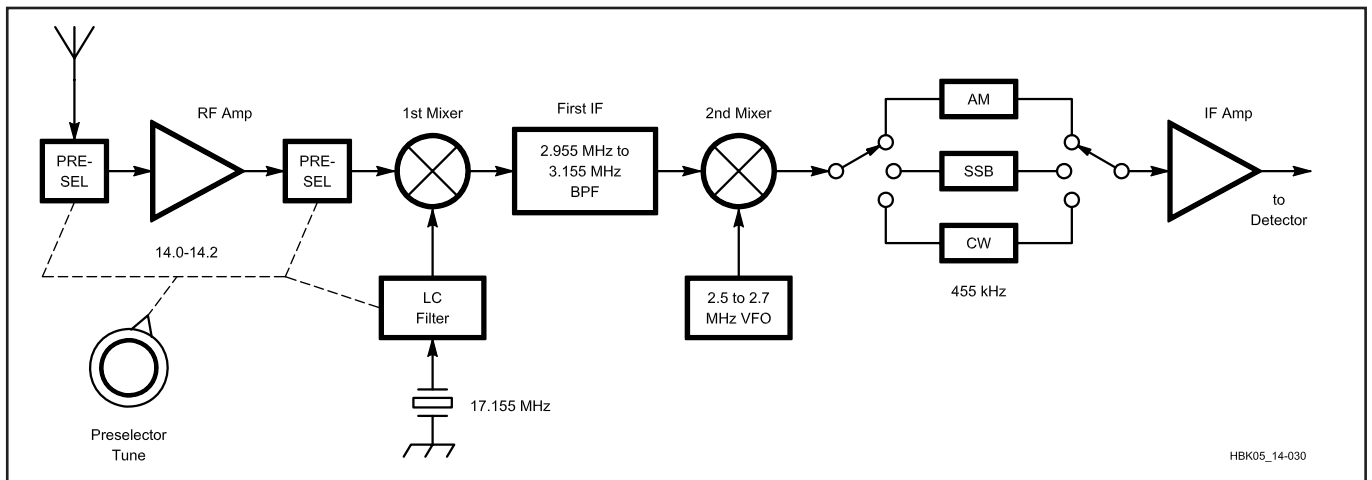 PRE-
SEL
RF Amp
PRE-
SEL
1st Mixer
First IF
2.955 MHz to
3.155 MHz
BPF
2nd Mixer
AM
SSB
CW
455 kHz
IF Amp
to
Detector
14.0-14.2
LC
Filter
2.5 to 2.7
MHz VFO
17.155 MHz
Preselector
Tune
HBK05_14-030